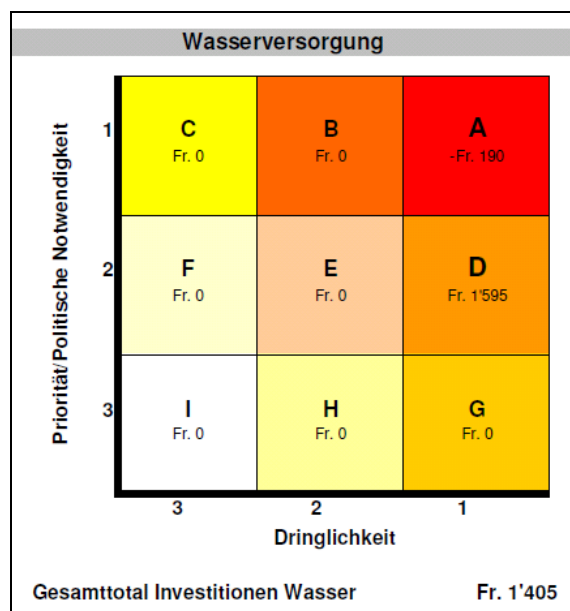 Wasserversorgung
Priorität/Politische Notwendigkeit
1
C
B
A
Fr. 0
Fr. 0
-Fr. 190
2
F
E
D
Fr. 0
Fr. 0
Fr. 1'595
3
I
H
G
Fr. 0
Fr. 0
Fr. 0
3
2
1
Dringlichkeit
Gesamttotal Investitionen Wasser Fr. 1'405